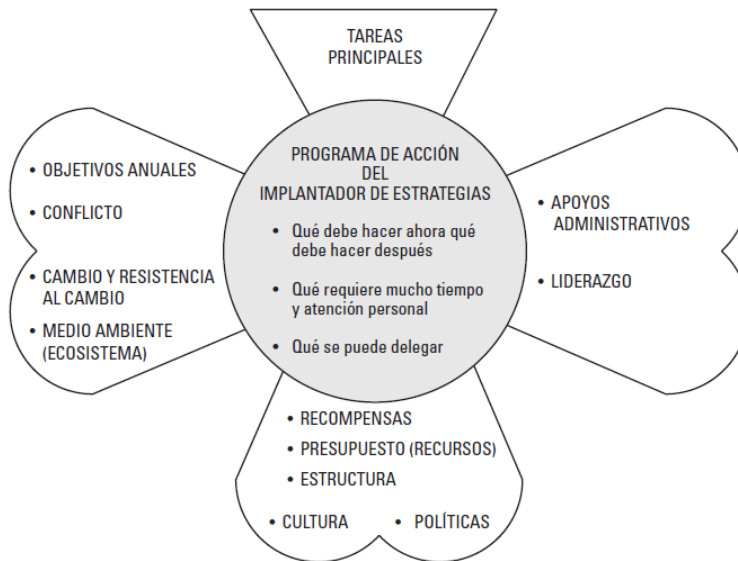 TAREAS
PRINCIPALES
PROGRAMA DE ACCIÓN
DEL
IMPLANTADOR DE ESTRATEGIAS
• Qué debe hacer ahora qué
debe hacer después
• Qué requiere mucho tiempo
y atención personal
• Qué se puede delegar
• OBJETIVOS ANUALES
• CONFLICTO
• CAMBIO Y RESISTENCIA
AL CAMBIO
• MEDIO AMBIENTE
(ECOSISTEMA)
• APOYOS
ADMINISTRATIVOS
• LIDERAZGO
• RECOMPENSAS
• PRESUPUESTO (RECURSOS)
• ESTRUCTURA
• CULTURA
• POLÍTICAS